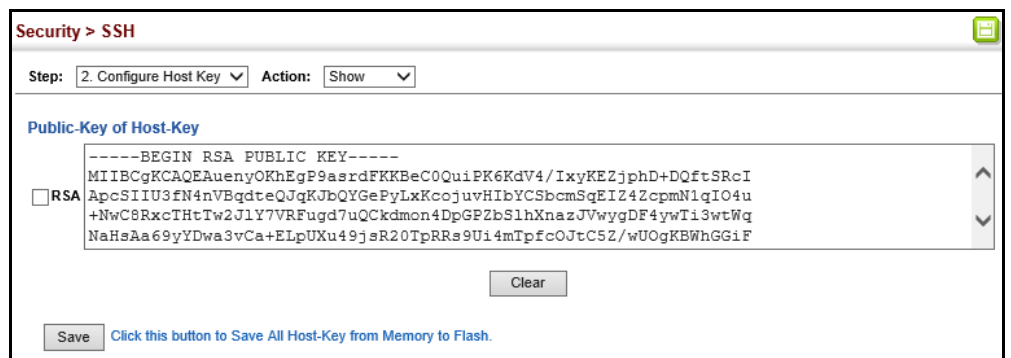 Security > SSH
Step: 2. Configure Host Key Action: Show
Public-Key of Host-Key
-----BEGIN RSA PUBLIC KEY-----
MIIBCgKCAQEAuenyOKhEgP9asrdFKKBeC0QuiPK6KdV4/IxyKEZjphD+DQftSRcI
RSA ApcSIIU3fN4nVBqdteQJqKJbQYGePyLxKcojuvHIbYCSbcmSqEIZ4ZcpmN1qIO4u
+NwC8RxcTHtTw2JlY7VRFugd7uQCkdmon4DpGPZbSlhXnazJVwygDF4ywTi3wtWq
NaHsAa69yYDwa3vCa+ELpUXu49jsR20TpRRs9Ui4mTpfcOJtC5Z/wUOgKBWhGGiF
Clear
Save Click this button to Save All Host-Key from Memory to Flash.